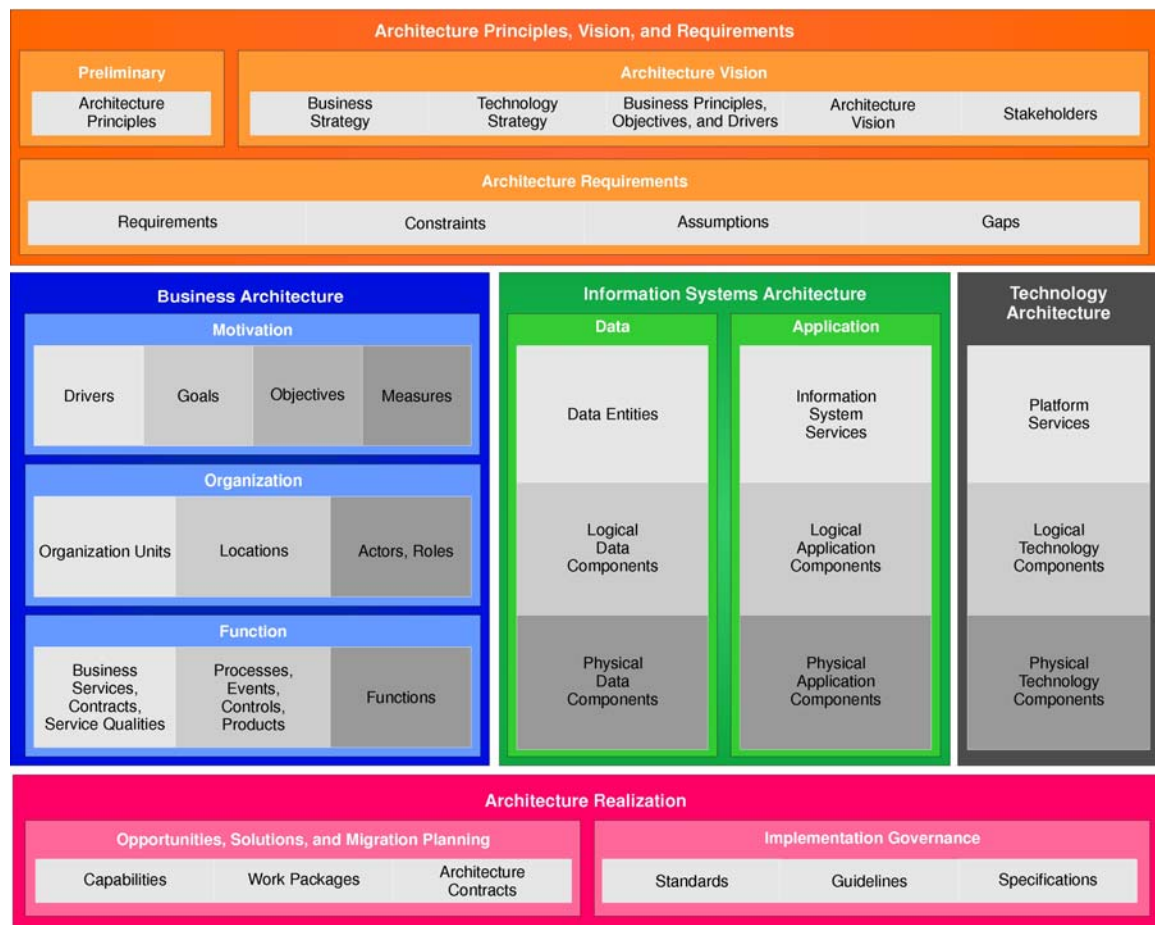 Architecture Principles, Vision, and Requirements
Preliminary
Architecture
Principles
Architecture Vision
Business
Strategy
Technology
Strategy
Business Principles,
Objectives, and Drivers
Architecture
Vision
Stakeholders
Architecture Requirements
Requirements
Constraints
Assumptions
Gaps
Business Architecture
Motivation
Drivers
Goals
Objectives
Measures
Organization
Organization Units
Locations
Actors, Roles
Function
Business
Services,
Contracts,
Service Qualities
Processes,
Events,
Controls,
Products
Functions
Information Systems Architecture
Data
Data Entities
Logical
Data
Components
Physical
Data
Components
Application
Information
System
Services
Logical
Application
Components
Physical
Application
Components
Technology
Architecture
Platform
Services
Logical
Technology
Components
Physical
Technology
Components
Architecture Realization
Opportunities, Solutions, and Migration Planning
Capabilities
Work Packages
Architecture
Contracts
Implementation Governance
Standards
Guidelines
Specifications